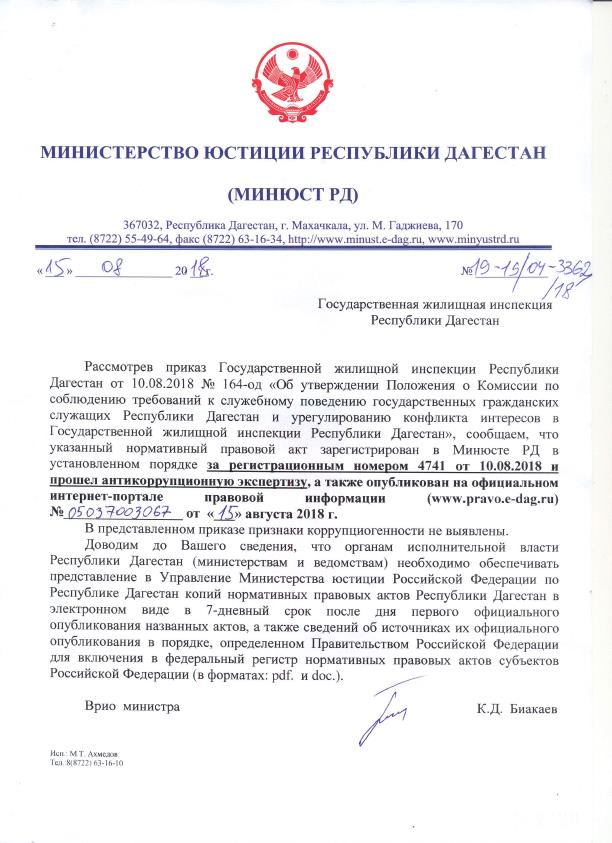 МИНИСТЕРСТВО ЮСТИЦИИ РЕСПУБЛИКИ ДАГЕСТАН
(МИНЮСТ РД)
367032, Республика Дагестан, г. Махачкала, ул. М. Гаджиева, 170
тел. (8722) 55-49-64, факс (8722) 63-16-34, http://www.minust.e-dag.ru, www.minyustrd.ru
«15» 08 2018г. №19-15/04-3362/18
Государственная жилищная инспекция
Республики Дагестан
Рассмотрев приказ Государственной жилищной инспекции Республики
Дагестан от 10.08.2018 № 164-од «Об утверждении Положения о Комиссии по
соблюдению требований к служебному поведению государственных гражданских
служащих Республики Дагестан и урегулированию конфликта интересов в
Государственной жилищной инспекции Республики Дагестан», сообщаем, что
указанный нормативный правовой акт зарегистрирован в Минюсте РД в
установленном порядке за регистрационным номером 4741 от 10.08.2018 и
прошел антикоррупционную экспертизу, а также опубликован на официальном
интернет-портале правовой информации (www.pravo.e-dag.ru)
№ 05037003067 от «15» августа 2018 г.
В представленном приказе признаки коррупциогенности не выявлены.
Доводим до Вашего сведения, что органам исполнительной власти
Республики Дагестан (министерствам и ведомствам) необходимо обеспечивать
представление в Управление Министерства юстиции Российской Федерации по
Республике Дагестан копий нормативных правовых актов Республики Дагестан в
электронном виде в 7-дневный срок после дня первого официального
опубликования названных актов, а также сведений об источниках их официального
опубликования в порядке, определенном Правительством Российской Федерации
для включения в федеральный регистр нормативных правовых актов субъектов
Российской Федерации (в форматах: pdf. и doc.).
Врио министра К.Д. Биакаев
Исп.: М.Т. Ахмедов
Тел.:8(8722) 63-16-10